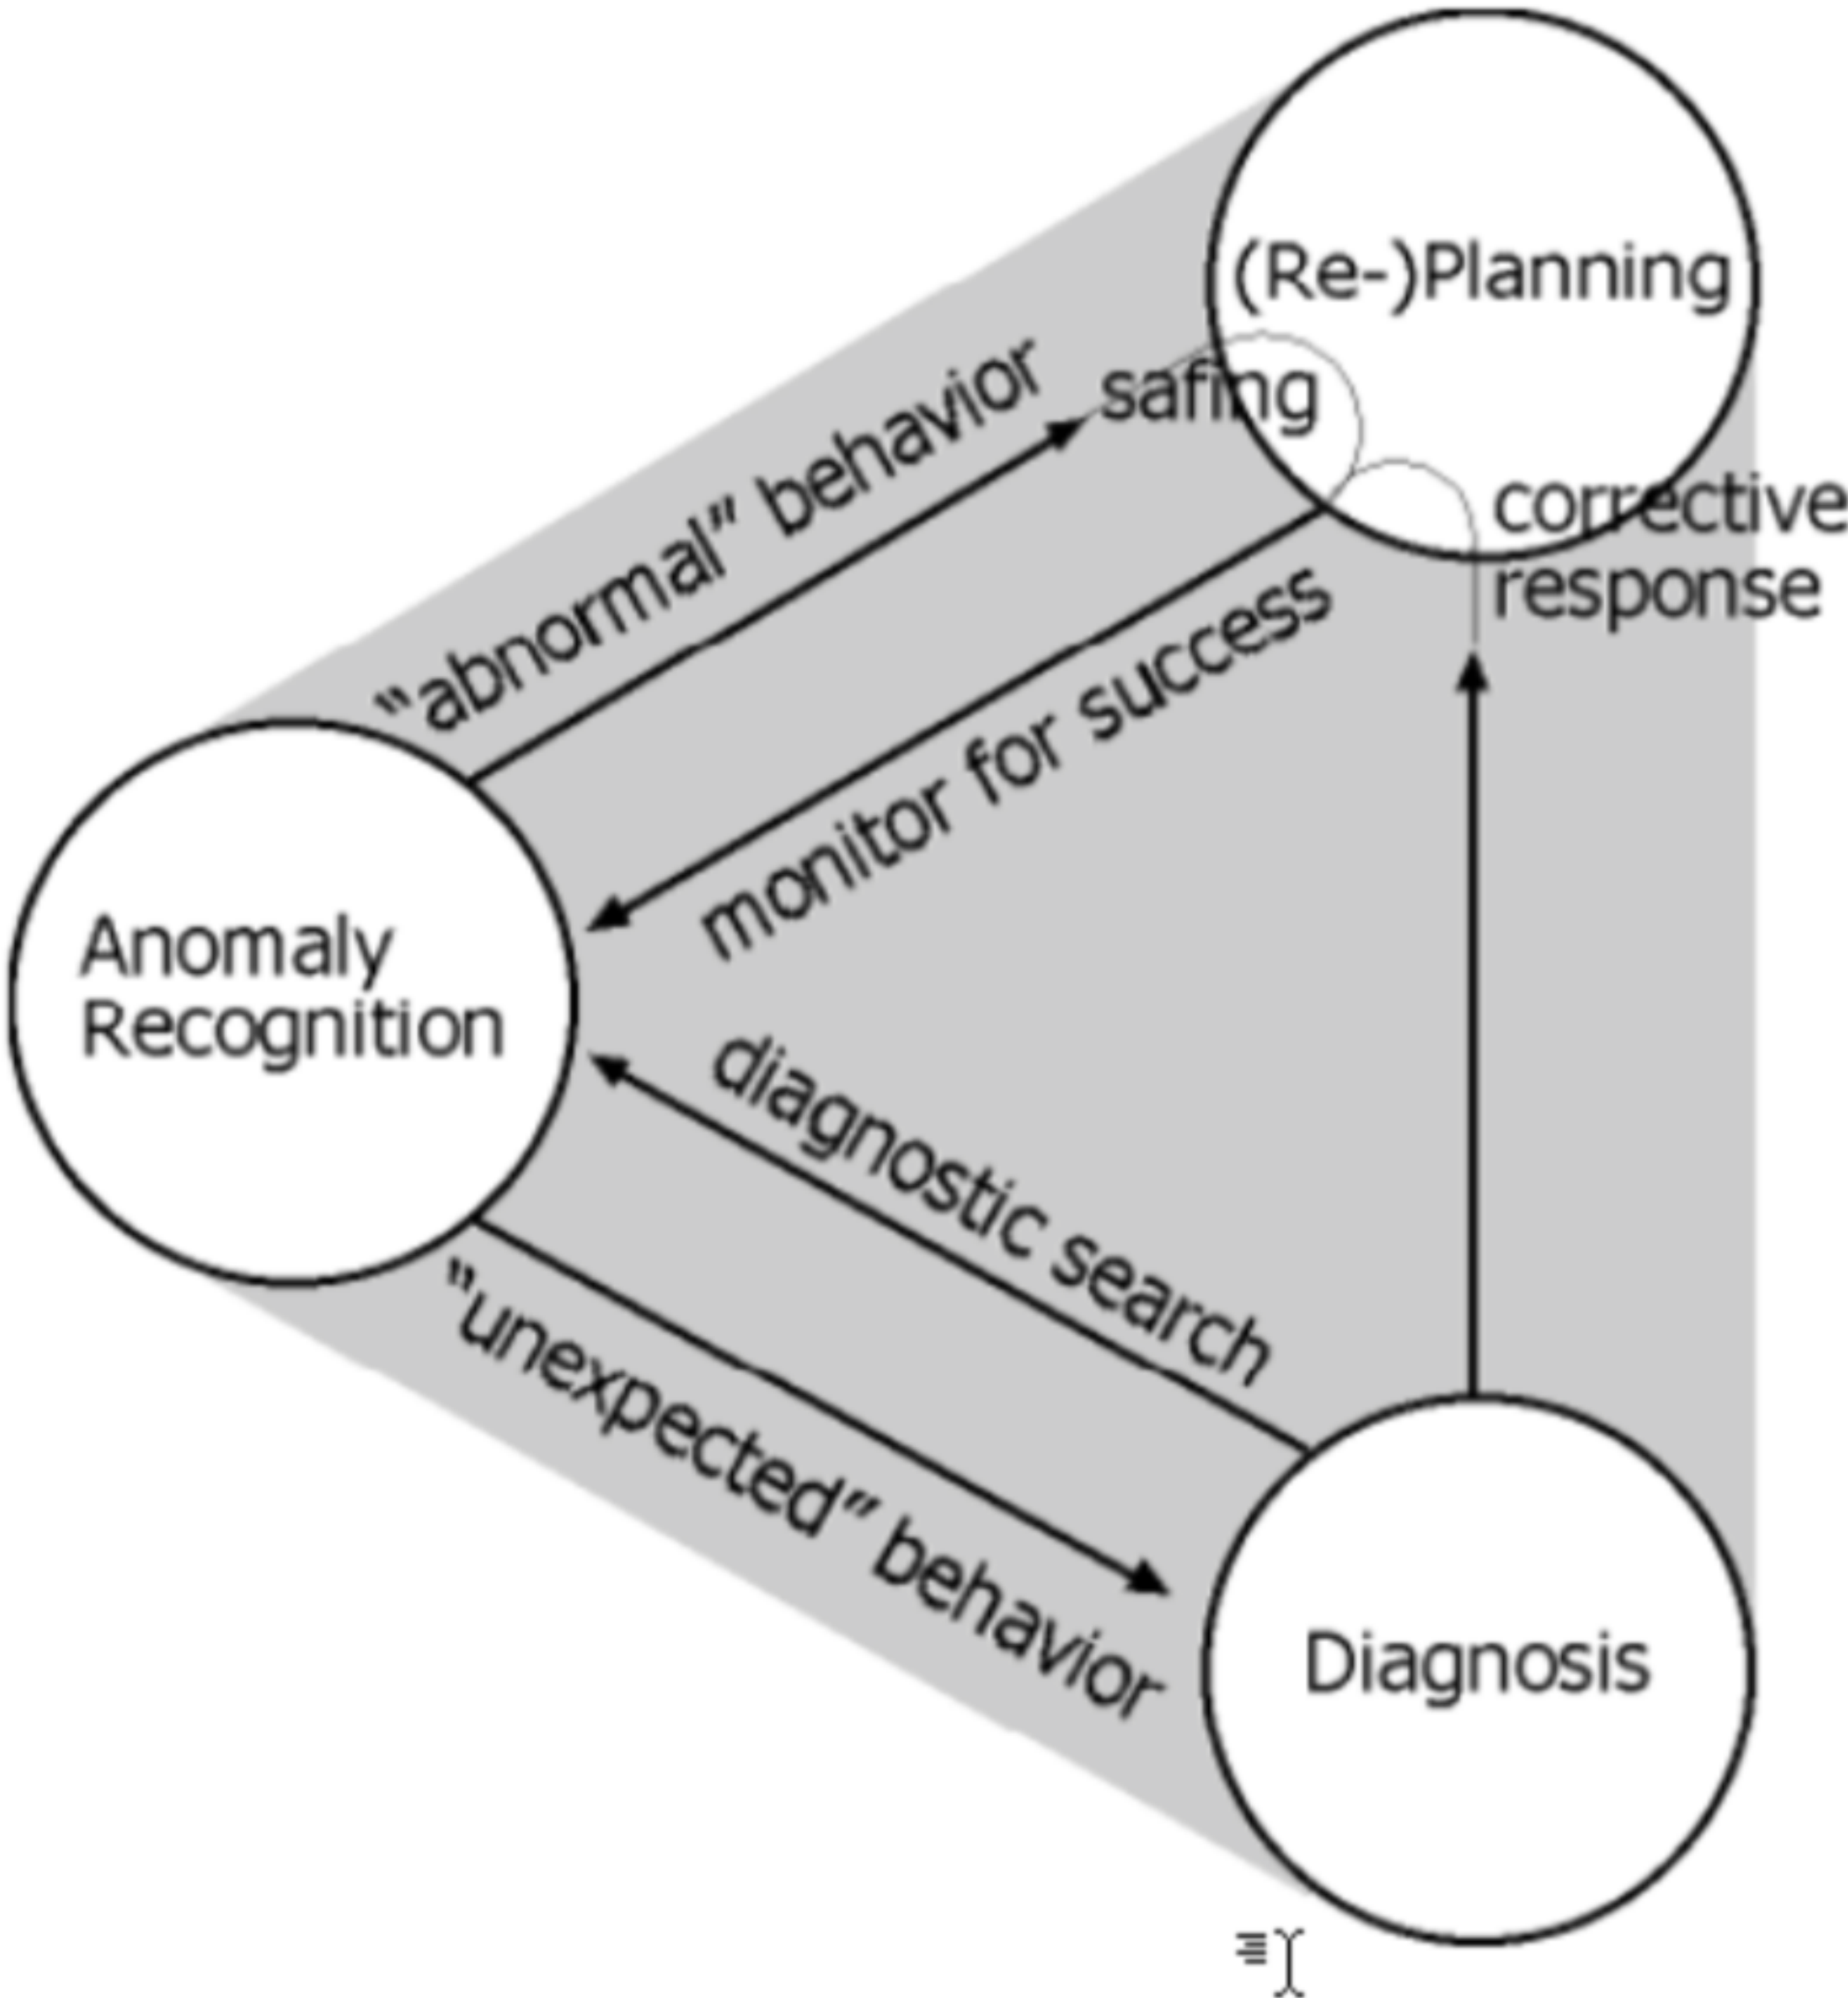 (Re-)Planning
safing
corrective
response
“abnormal” behavior
monitor for success
Anomaly
Recognition
diagnostic search
“unexpected” behavior
Diagnosis